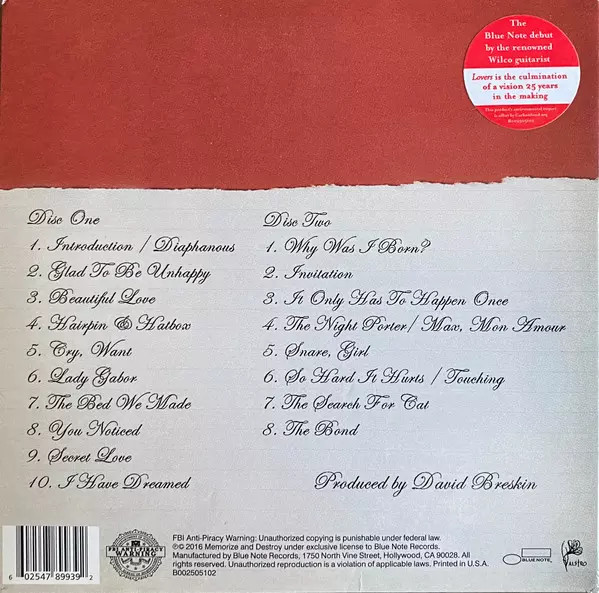 The
Blue Note debut
by the renowned
Wilco guitarist
Lovers is the culmination
of a vision 25 years
in the making
Disc One
1. Introduction / Diaphanous
2. Glad To Be Unhappy
3. Beautiful Love
4. Hairpin & Hatbox
5. Cry, Want
6. Lady Gabor
7. The Bed We Made
8. You Noticed
9. Secret Love
10. I Have Dreamed
Disc Two
1. Why Was I Born?
2. Invitation
3. It Only Has To Happen Once
4. The Night Porter/ Max, Mon Amour
5. Snare, Girl
6. So Hard It Hurts / Touching
7. The Search For Cat
8. The Bond
Produced by David Breskin
6 02547 89939 2
FBI ANTI-PIRACY
WARNING
FBI Anti-Piracy Warning: Unauthorized copying is punishable under federal law.
℗© 2016 Memorize and Destroy under exclusive license to Blue Note Records.
Manufactured by Blue Note Records, 1750 North Vine Street, Hollywood, CA 90028. All
rights reserved. Unauthorized reproduction is a violation of applicable laws. Printed in U.S.A.
B002505102
BLUE NOTE